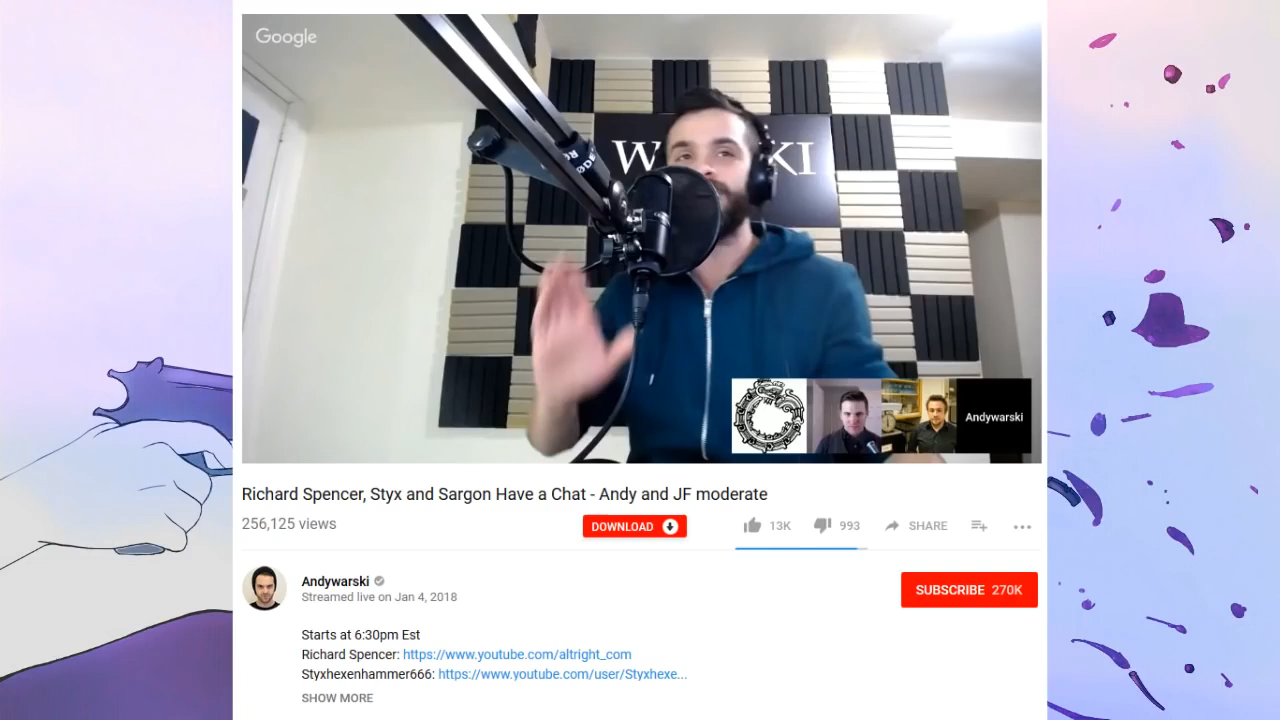 Google
W
KI
RØDE
Andywarski
Richard Spencer, Styx and Sargon Have a Chat - Andy and JF moderate
256,125 views
DOWNLOAD
13K
993
SHARE
Andywarski
Streamed live on Jan 4, 2018
SUBSCRIBE 270K
Starts at 6:30pm Est
Richard Spencer: https://www.youtube.com/altright_com
Styxhexenhammer666: https://www.youtube.com/user/Styxhexe...
SHOW MORE